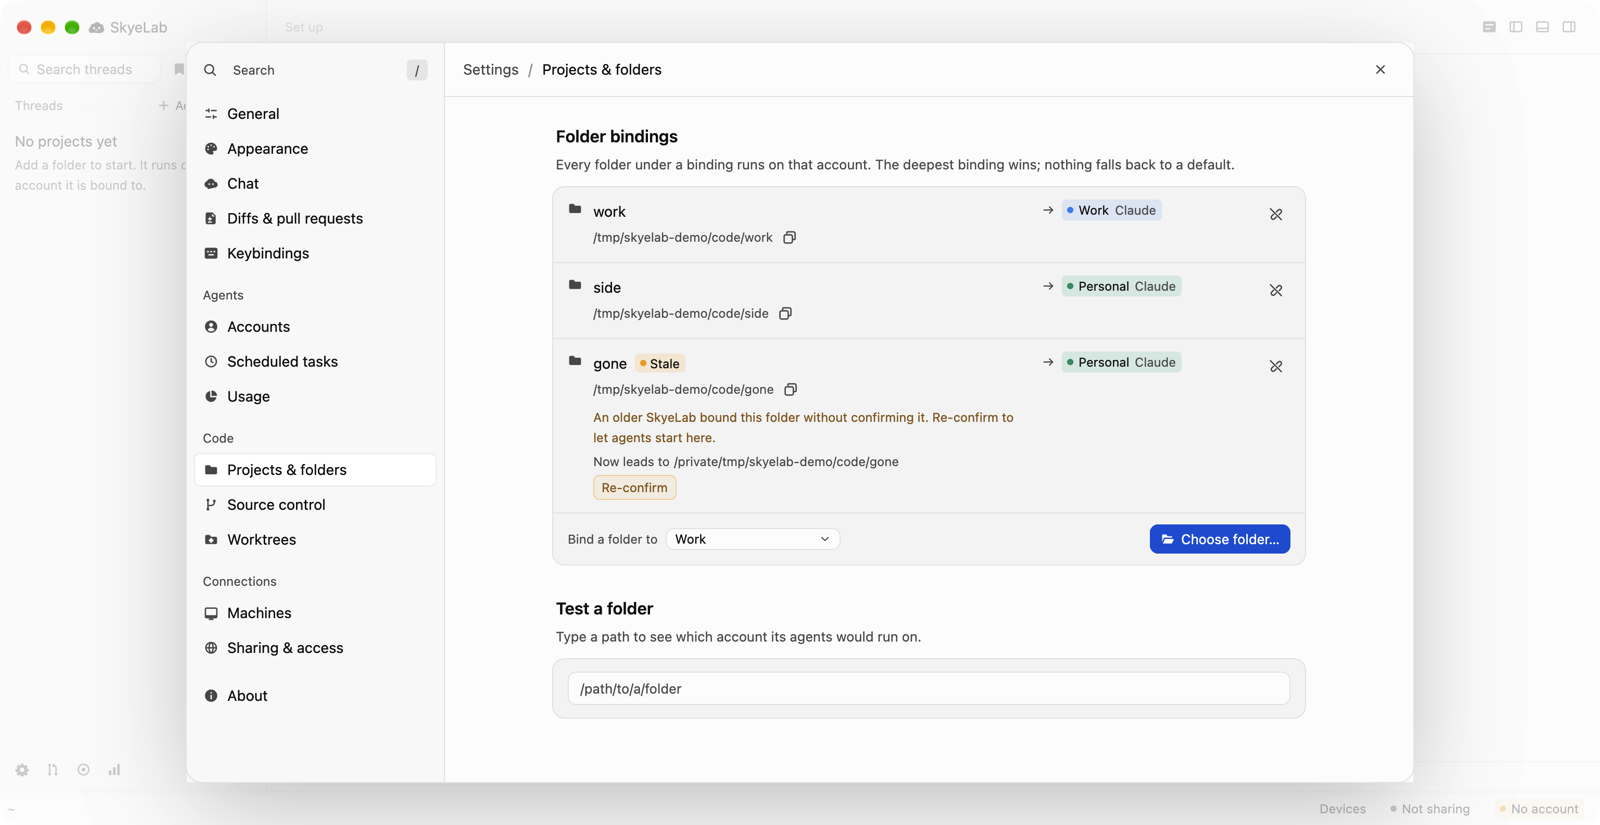 SkyeLab
Set up
Search threads
Threads
No projects yet
Add a folder to start. It runs
account it is bound to.
Search
/
General
Appearance
Chat
Diffs & pull requests
Keybindings
Agents
Accounts
Scheduled tasks
Usage
Code
Projects & folders
Source control
Worktrees
Connections
Machines
Sharing & access
About
Settings / Projects & folders
Folder bindings
Every folder under a binding runs on that account. The deepest binding wins; nothing falls back to a default.
work
→ Work Claude
/tmp/skyelab-demo/code/work
side
→ Personal Claude
/tmp/skyelab-demo/code/side
gone Stale
→ Personal Claude
/tmp/skyelab-demo/code/gone
An older SkyeLab bound this folder without confirming it. Re-confirm to
let agents start here.
Now leads to /private/tmp/skyelab-demo/code/gone
Re-confirm
Bind a folder to Work
Choose folder...
Test a folder
Type a path to see which account its agents would run on.
/path/to/a/folder
~
Devices
Not sharing
No account